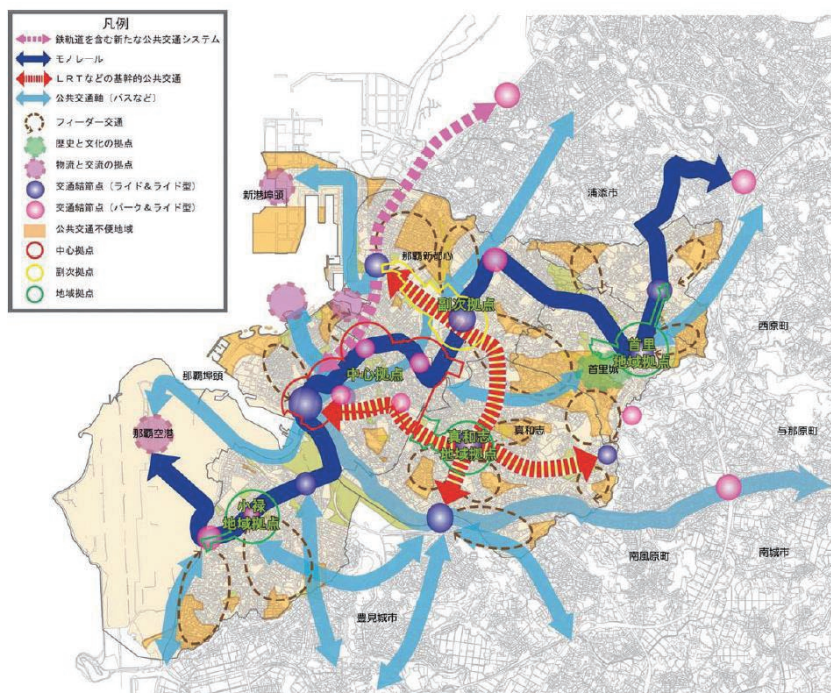 凡例
鉄軌道を含む新たな公共交通システム
モノレール
ＬＲＴなどの基幹的公共交通
公共交通軸（バスなど）
フィーダー交通
歴史と文化の拠点
物流と交流の拠点
交通結節点（ライド＆ライド型）
交通結節点（パーク＆ライド型）
公共交通不便地域
中心拠点
副次拠点
地域拠点
新港埠頭
浦添市
那覇新都心
副次拠点
西原町
首里
地域拠点
首里城
那覇埠頭
中心拠点
真和志
与那原町
那覇空港
真和志
地域拠点
小禄
地域拠点
南風原町
南城市
豊見城市